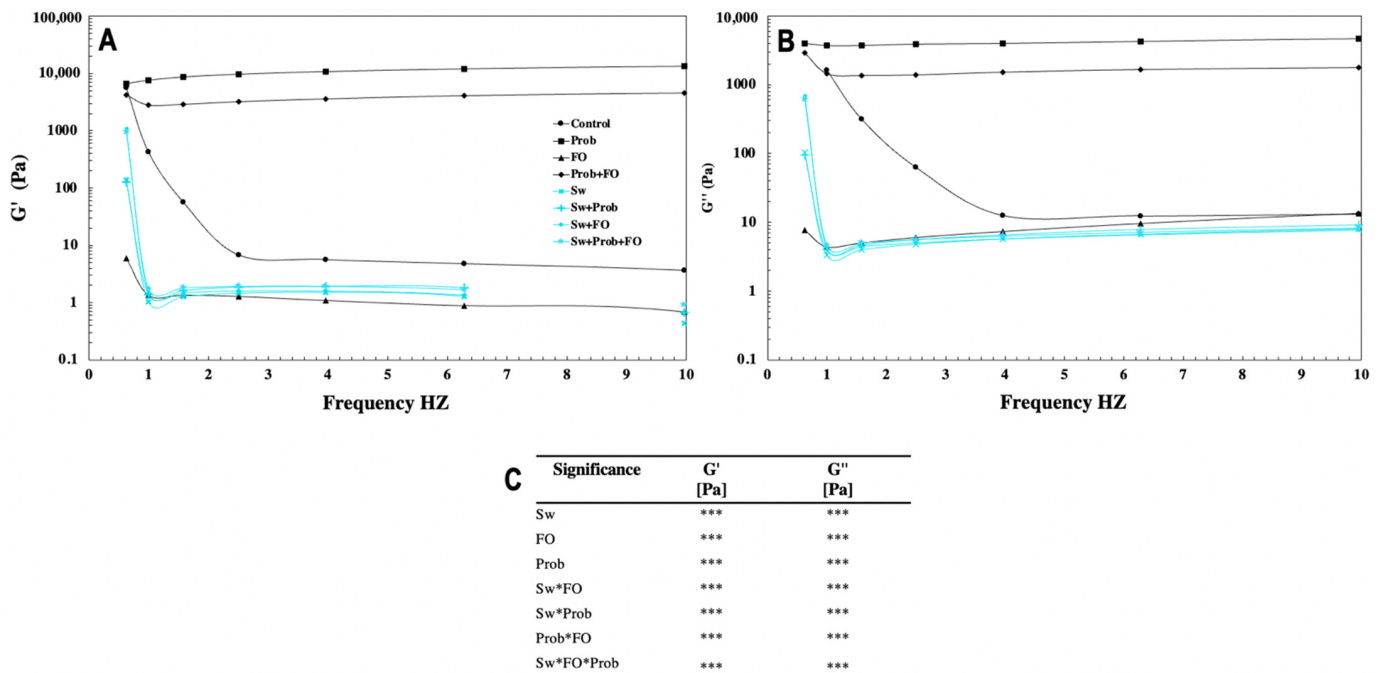 A
G' (Pa)
100,000
10,000
1000
100
10
1
0.1
0 1 2 3 4 5 6 7 8 9 10
Frequency HZ
Control
Prob
FO
Prob+FO
Sw
Sw+Prob
Sw+FO
Sw+Prob+FO
B
G'' (Pa)
10,000
1000
100
10
1
0.1
0 1 2 3 4 5 6 7 8 9 10
Frequency HZ
C
Significance G' G''
[Pa] [Pa]
Sw *** ***
FO *** ***
Prob *** ***
Sw*FO *** ***
Sw*Prob *** ***
Prob*FO *** ***
Sw*FO*Prob *** ***